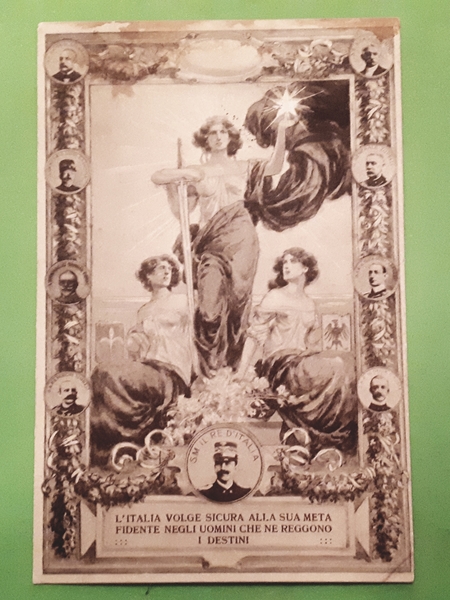 S.M. IL RE D'ITALIA
L'ITALIA VOLGE SICURA ALLA SUA META
FIDENTE NEGLI UOMINI CHE NE REGGONO
::: I DESTINI :::